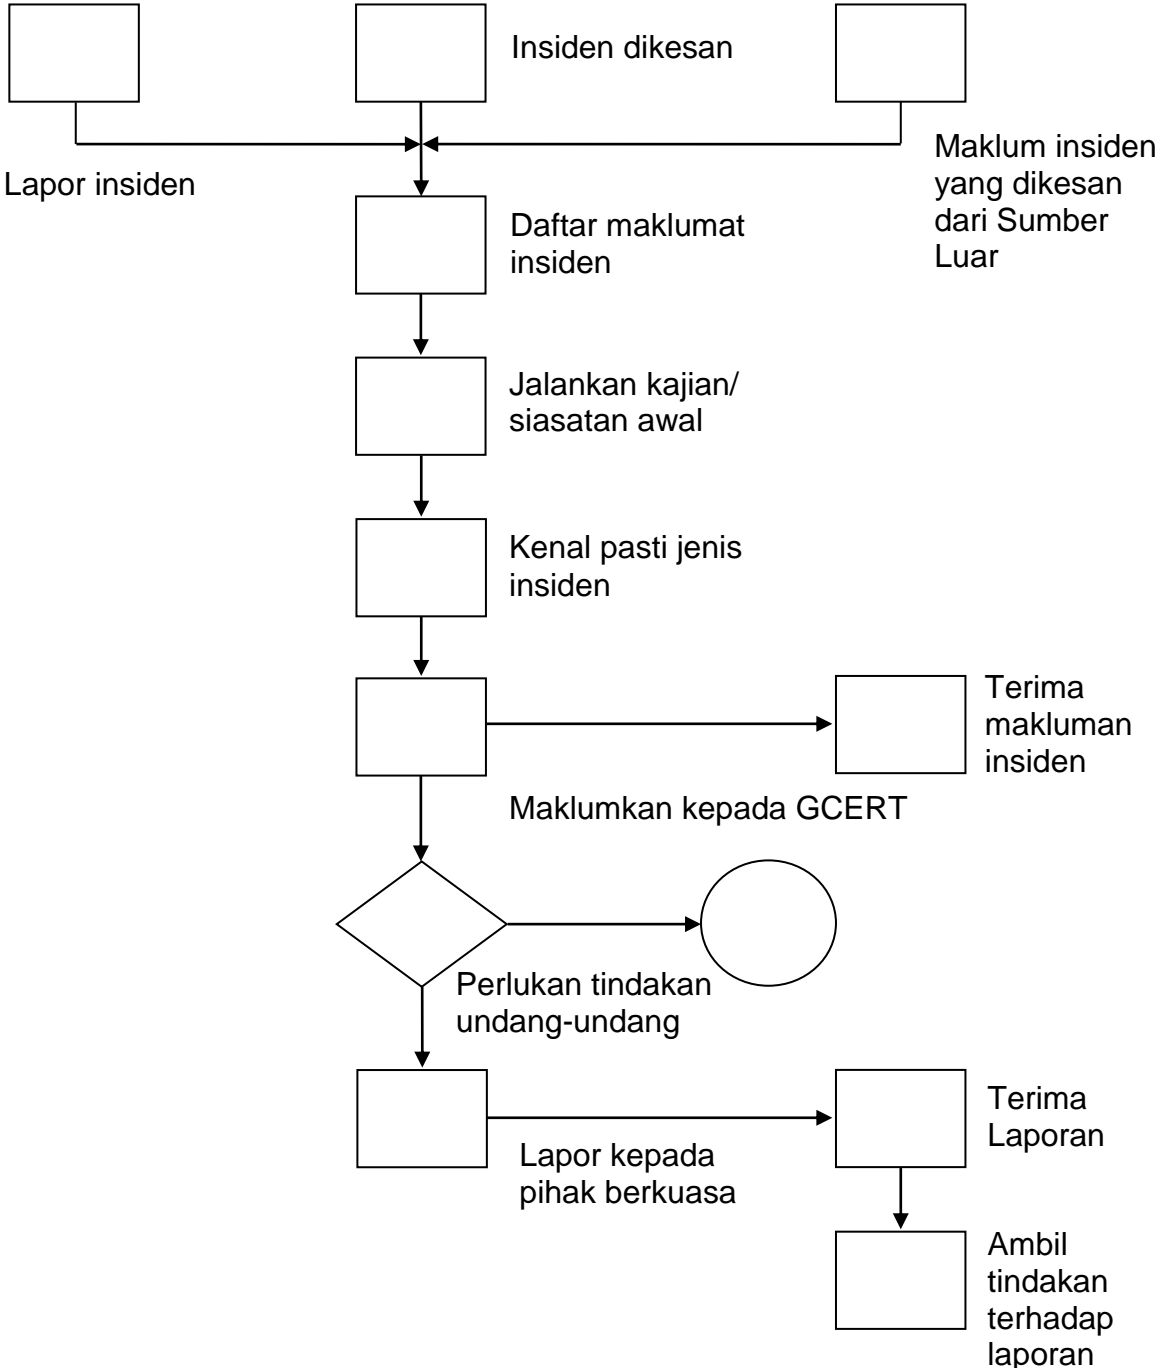 Insiden dikesan
Lapor insiden
Maklum insiden
yang dikesan
dari Sumber
Luar
Daftar maklumat
insiden
Jalankan kajian/
siasatan awal
Kenal pasti jenis
insiden
Terima
makluman
insiden
Maklumkan kepada GCERT
Perlukan tindakan
undang-undang
Lapor kepada
pihak berkuasa
Terima
Laporan
Ambil
tindakan
terhadap
laporan